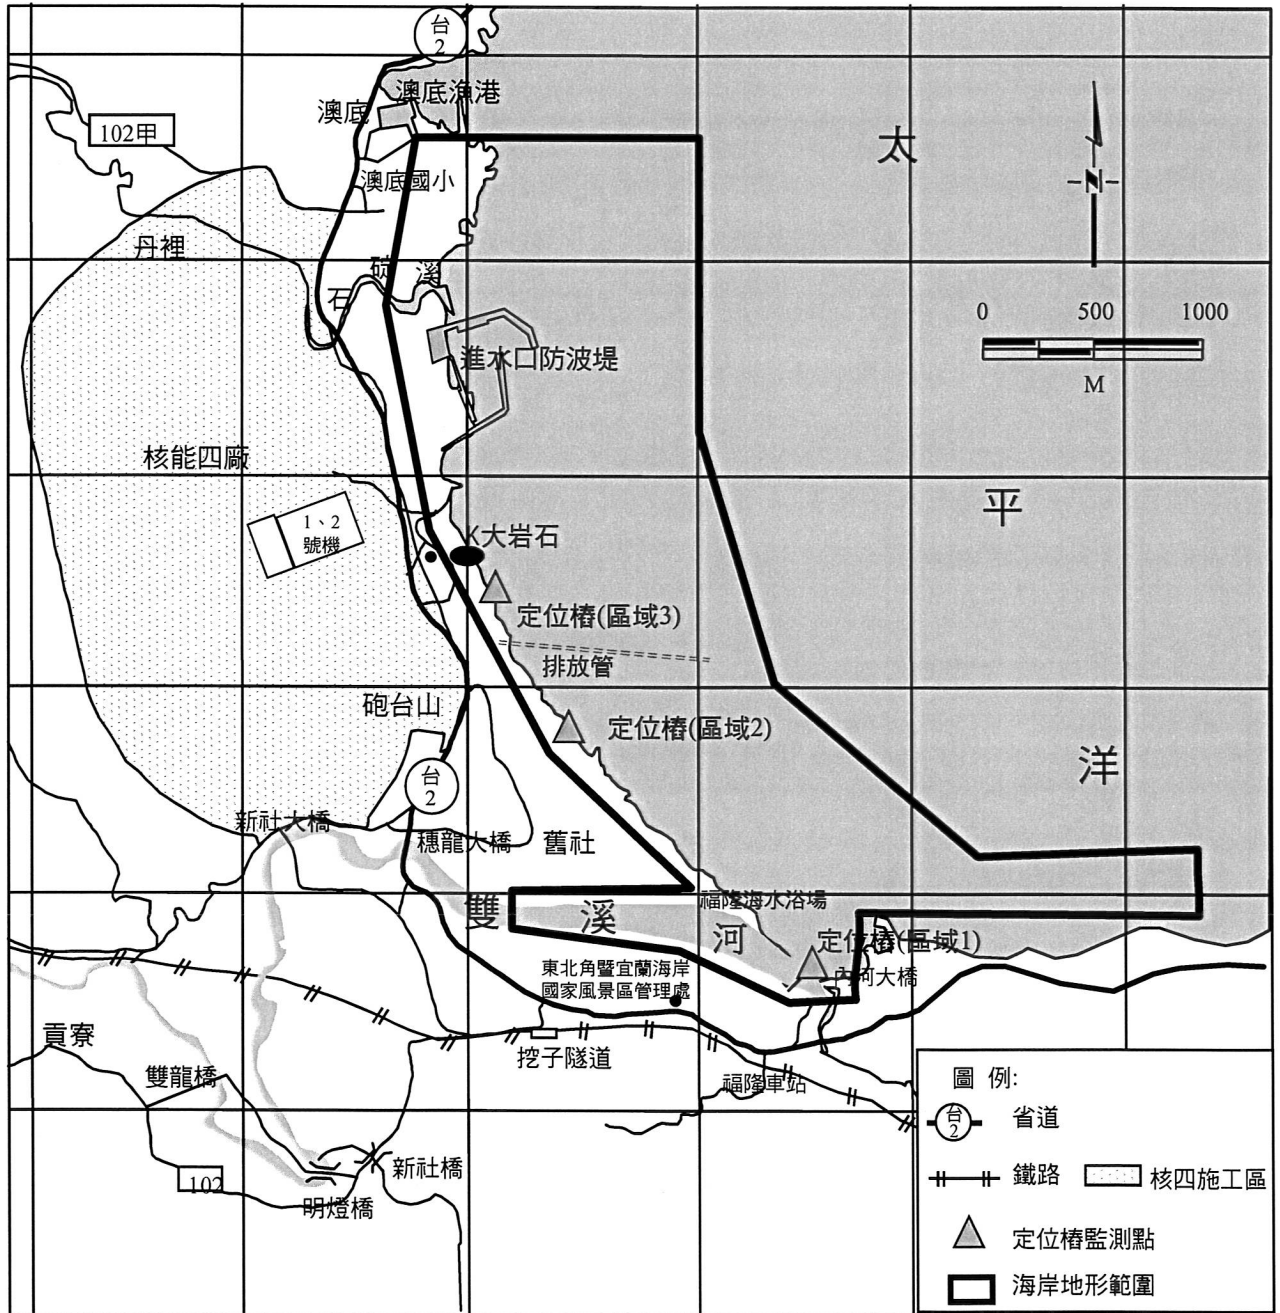 台
2
澳底漁港
澳底
102甲
太
澳底國小
N
丹裡
碇 溪
石
0 500 1000
M
進水口防波堤
核能四廠
平
1、2
號機
K大岩石
定位樁(區域3)
排放管
砲台山
定位樁(區域2)
洋
台
2
新社大橋
穗龍大橋
舊社
福隆海水浴場
雙 溪 河
定位樁(區域1)
內河大橋
東北角暨宜蘭海岸
國家風景區管理處
貢寮
挖子隧道
雙龍橋
福隆車站
新社橋
102
明燈橋
圖 例:
台
2
省道
鐵路
核四施工區
定位樁監測點
海岸地形範圍